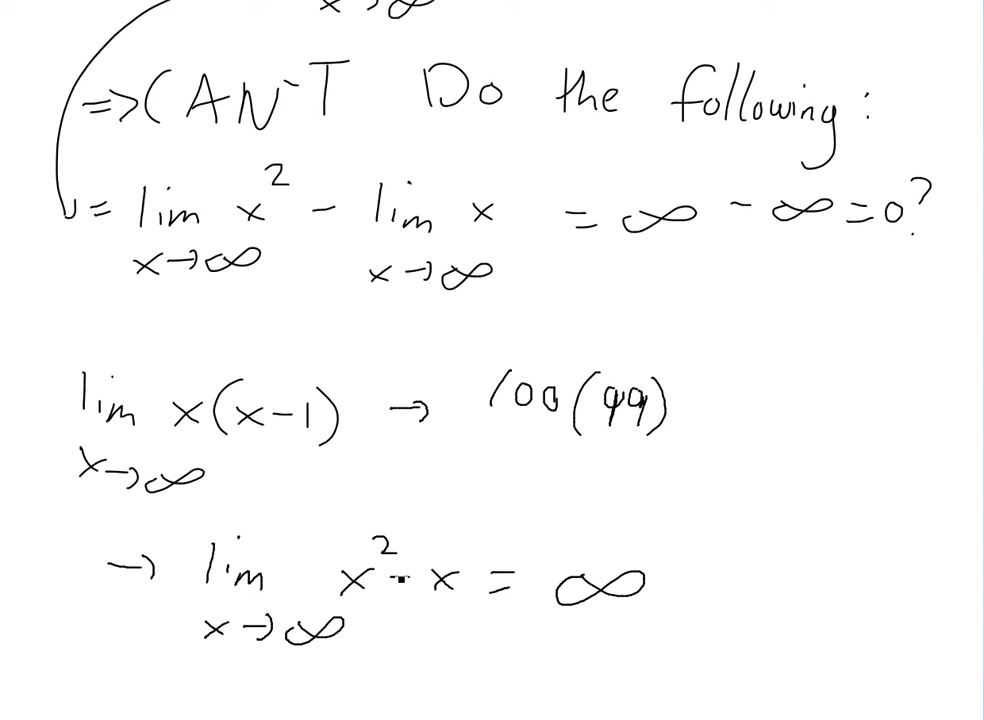 x→∞
=> CAN'T Do the following:
= lim x→∞ x² - lim x→∞ x = ∞ - ∞ = 0?
lim x→∞ x(x-1) → 100(99)
→ lim x→∞ x² - x = ∞